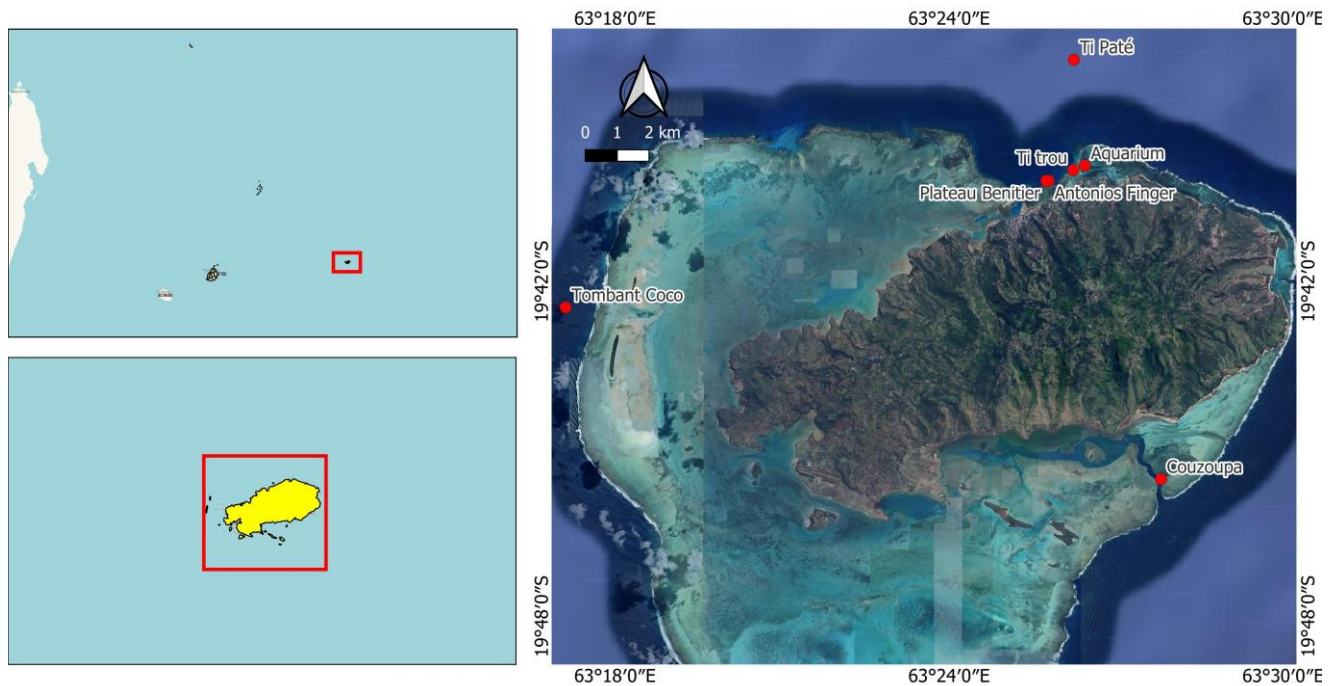 63°18′0″E 63°24′0″E 63°30′0″E
Ti Paté
0 1 2 km
Ti trou Aquarium
Plateau Benitier Antonios Finger
19°42′0″S 19°42′0″S
Tombant Coco
Couzoupa
19°48′0″S 19°48′0″S
63°18′0″E 63°24′0″E 63°30′0″E